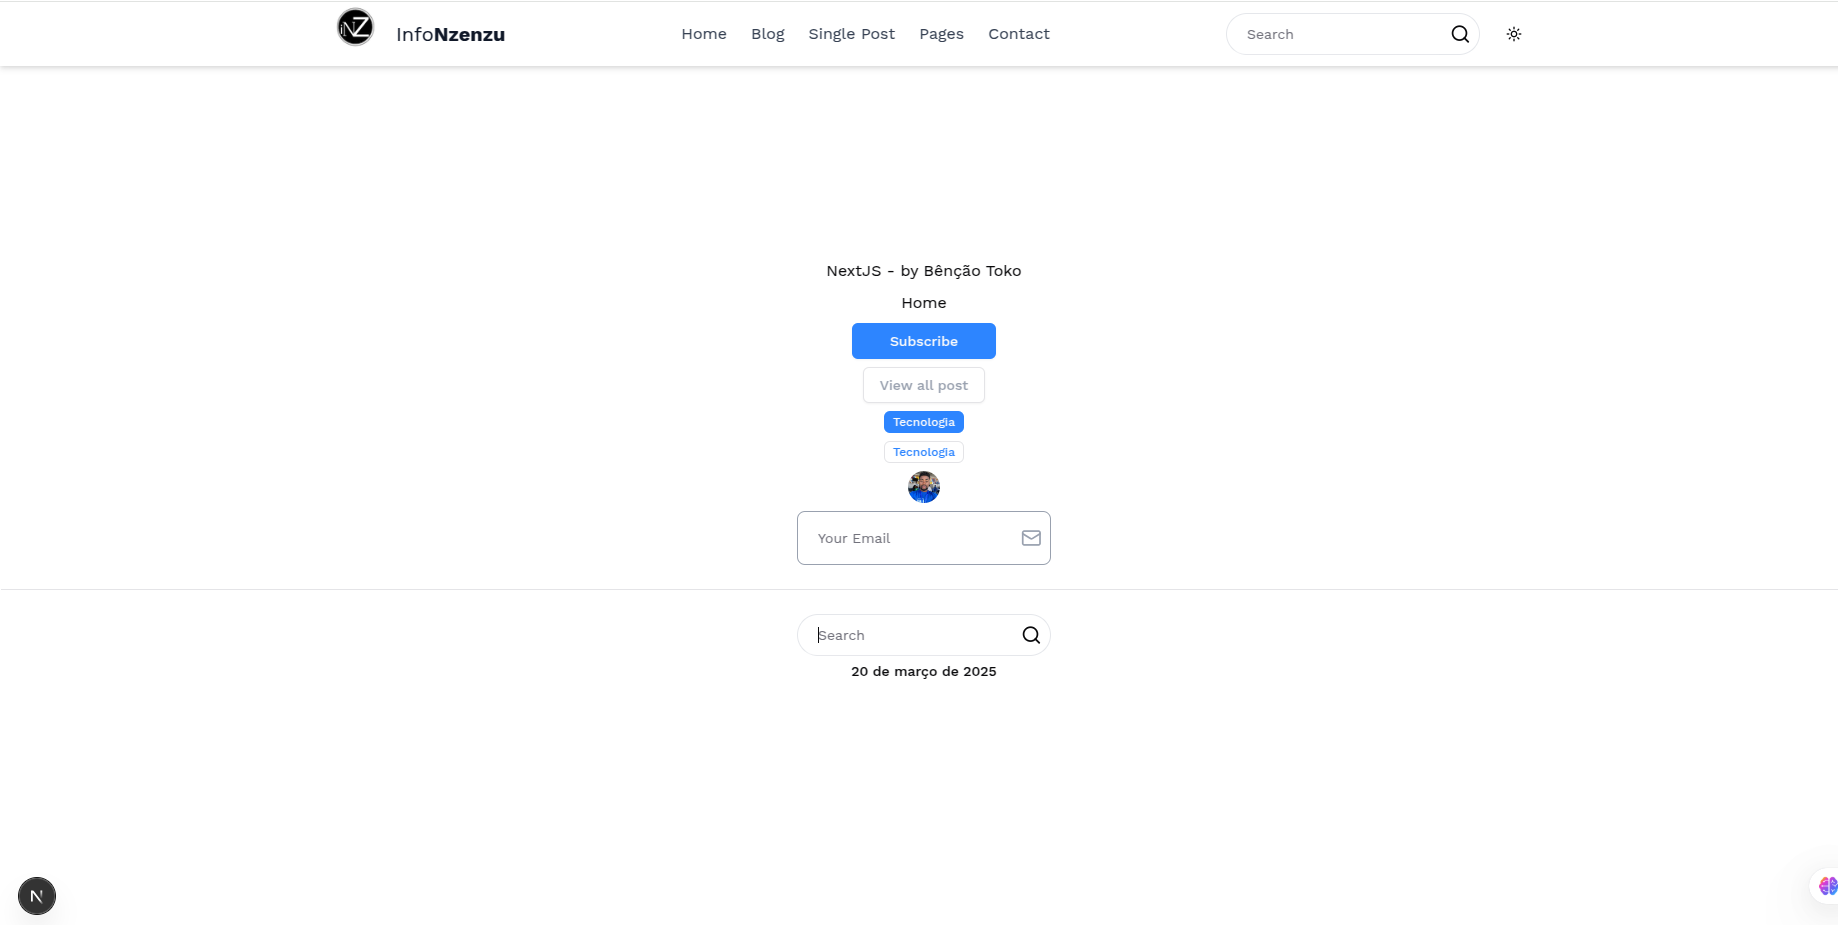 iNZ
InfoNzenzu
Home Blog Single Post Pages Contact
Search
NextJS - by Bênção Toko
Home
Subscribe
View all post
Tecnologia
Tecnologia
Your Email
Search
20 de março de 2025
N